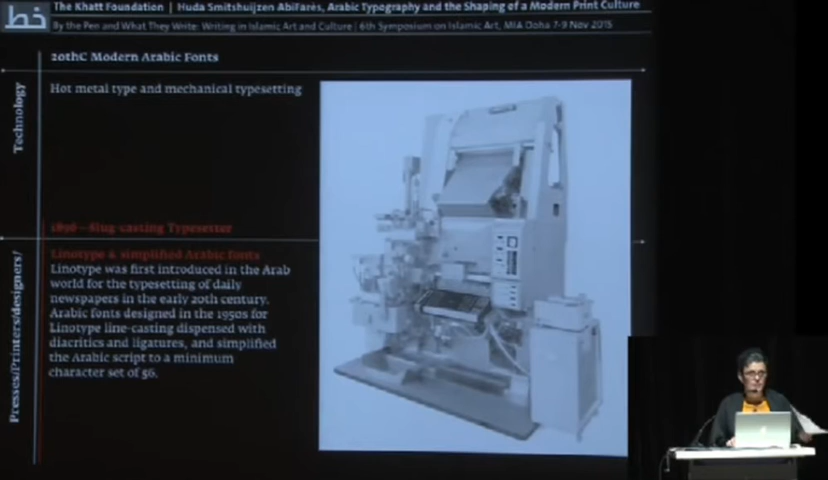 خط
The Khatt Foundation | Huda Smitshuijzen AbiFarès, Arabic Typography and the Shaping of a Modern Print Culture
By the Pen and What They Write: Writing in Islamic Art and Culture | 6th Symposium on Islamic Art, MIA Doha 7-9 Nov 2015
20thC Modern Arabic Fonts
Technology
Hot metal type and mechanical typesetting
– Slug-casting Typesetter
Presses/Printers/designers/
Linotype & simplified Arabic fonts
Linotype was first introduced in the Arab
world for the typesetting of daily
newspapers in the early 20th century.
Arabic fonts designed in the 1950s for
Linotype line-casting dispensed with
diacritics and ligatures, and simplified
the Arabic script to a minimum
character set of 56.